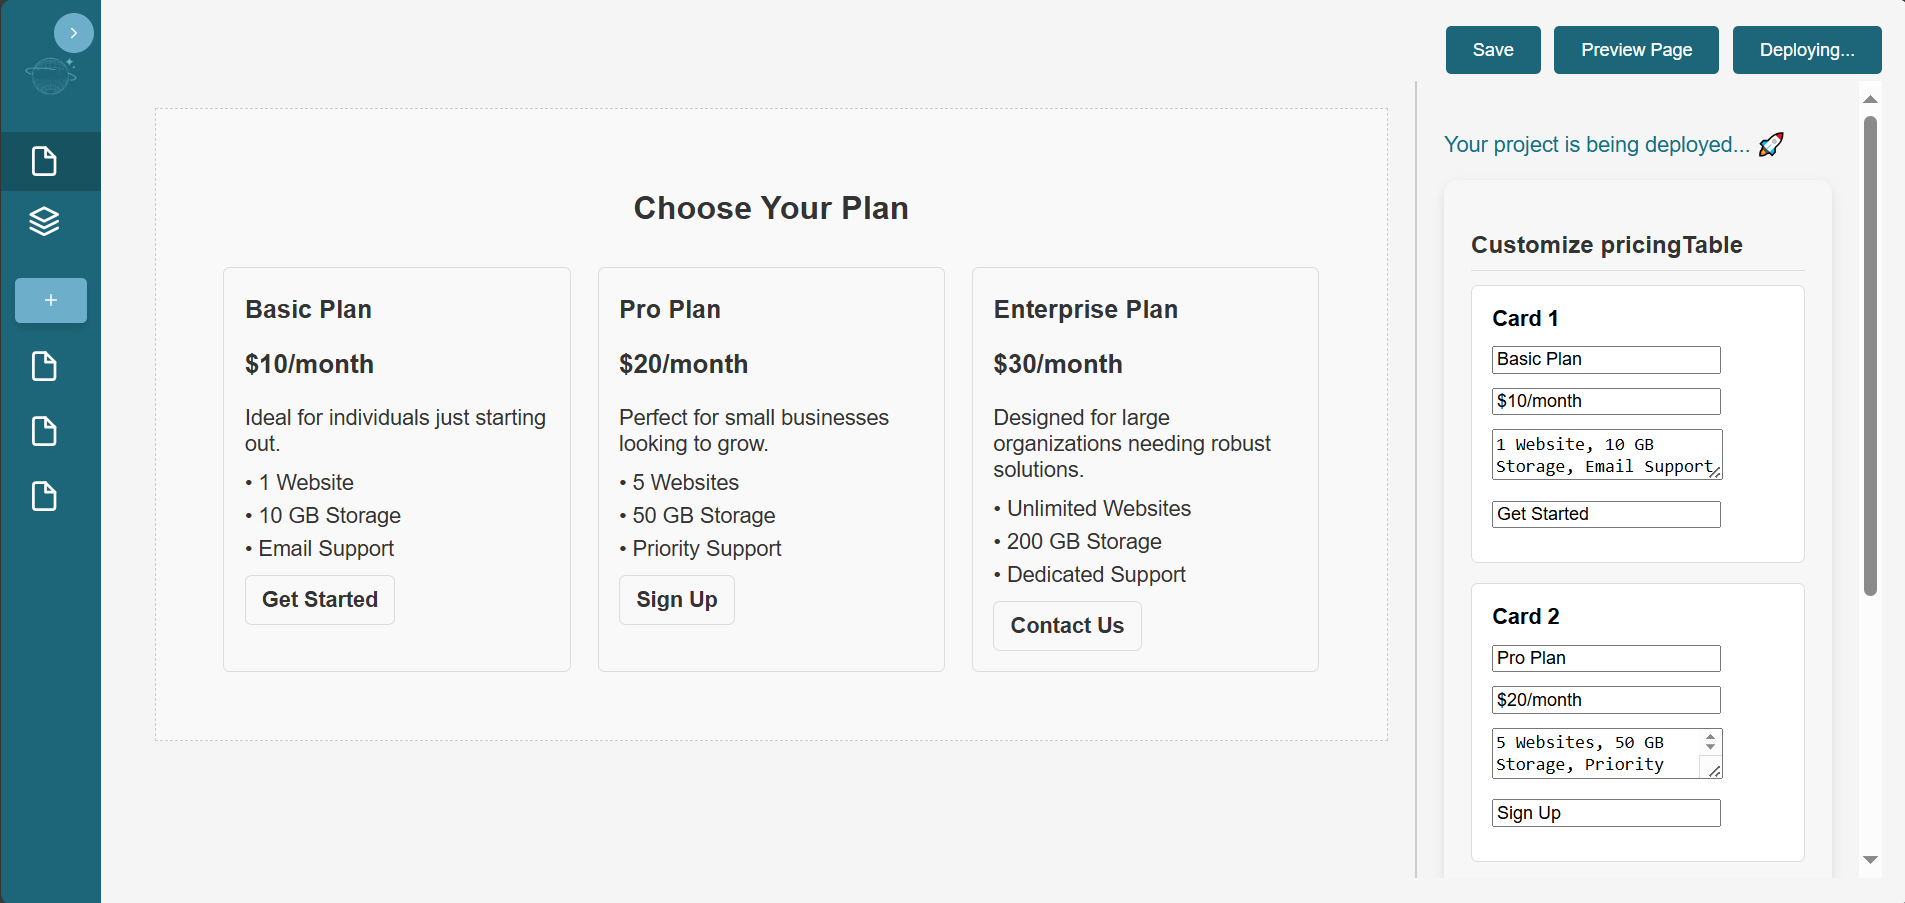 Save
Preview Page
Deploying...
Your project is being deployed... 🚀
Choose Your Plan
Basic Plan
$10/month
Ideal for individuals just starting
out.
• 1 Website
• 10 GB Storage
• Email Support
Get Started
Pro Plan
$20/month
Perfect for small businesses
looking to grow.
• 5 Websites
• 50 GB Storage
• Priority Support
Sign Up
Enterprise Plan
$30/month
Designed for large
organizations needing robust
solutions.
• Unlimited Websites
• 200 GB Storage
• Dedicated Support
Contact Us
Customize pricingTable
Card 1
Basic Plan
$10/month
1 Website, 10 GB
Storage, Email Support
Get Started
Card 2
Pro Plan
$20/month
5 Websites, 50 GB
Storage, Priority
Sign Up